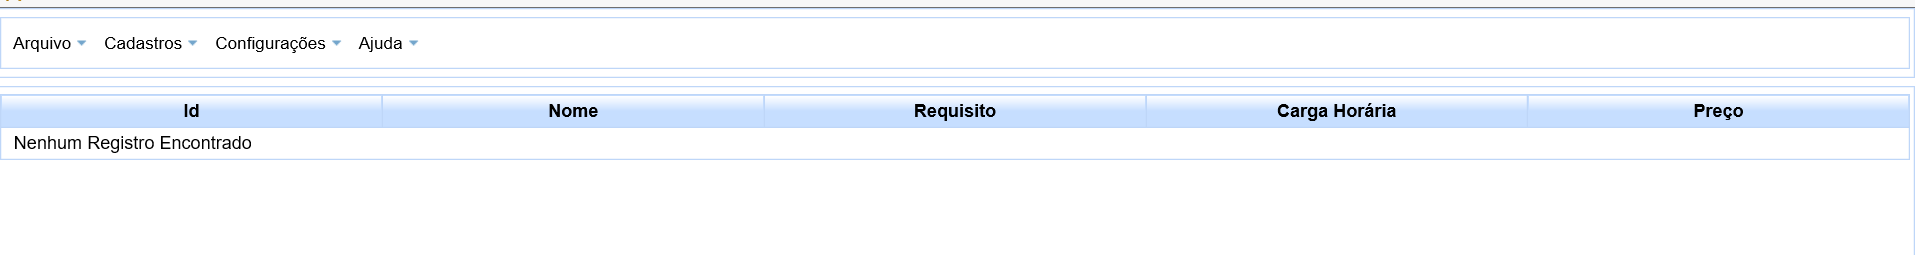 Arquivo Cadastros Configurações Ajuda
Id Nome Requisito Carga Horária Preço
Nenhum Registro Encontrado